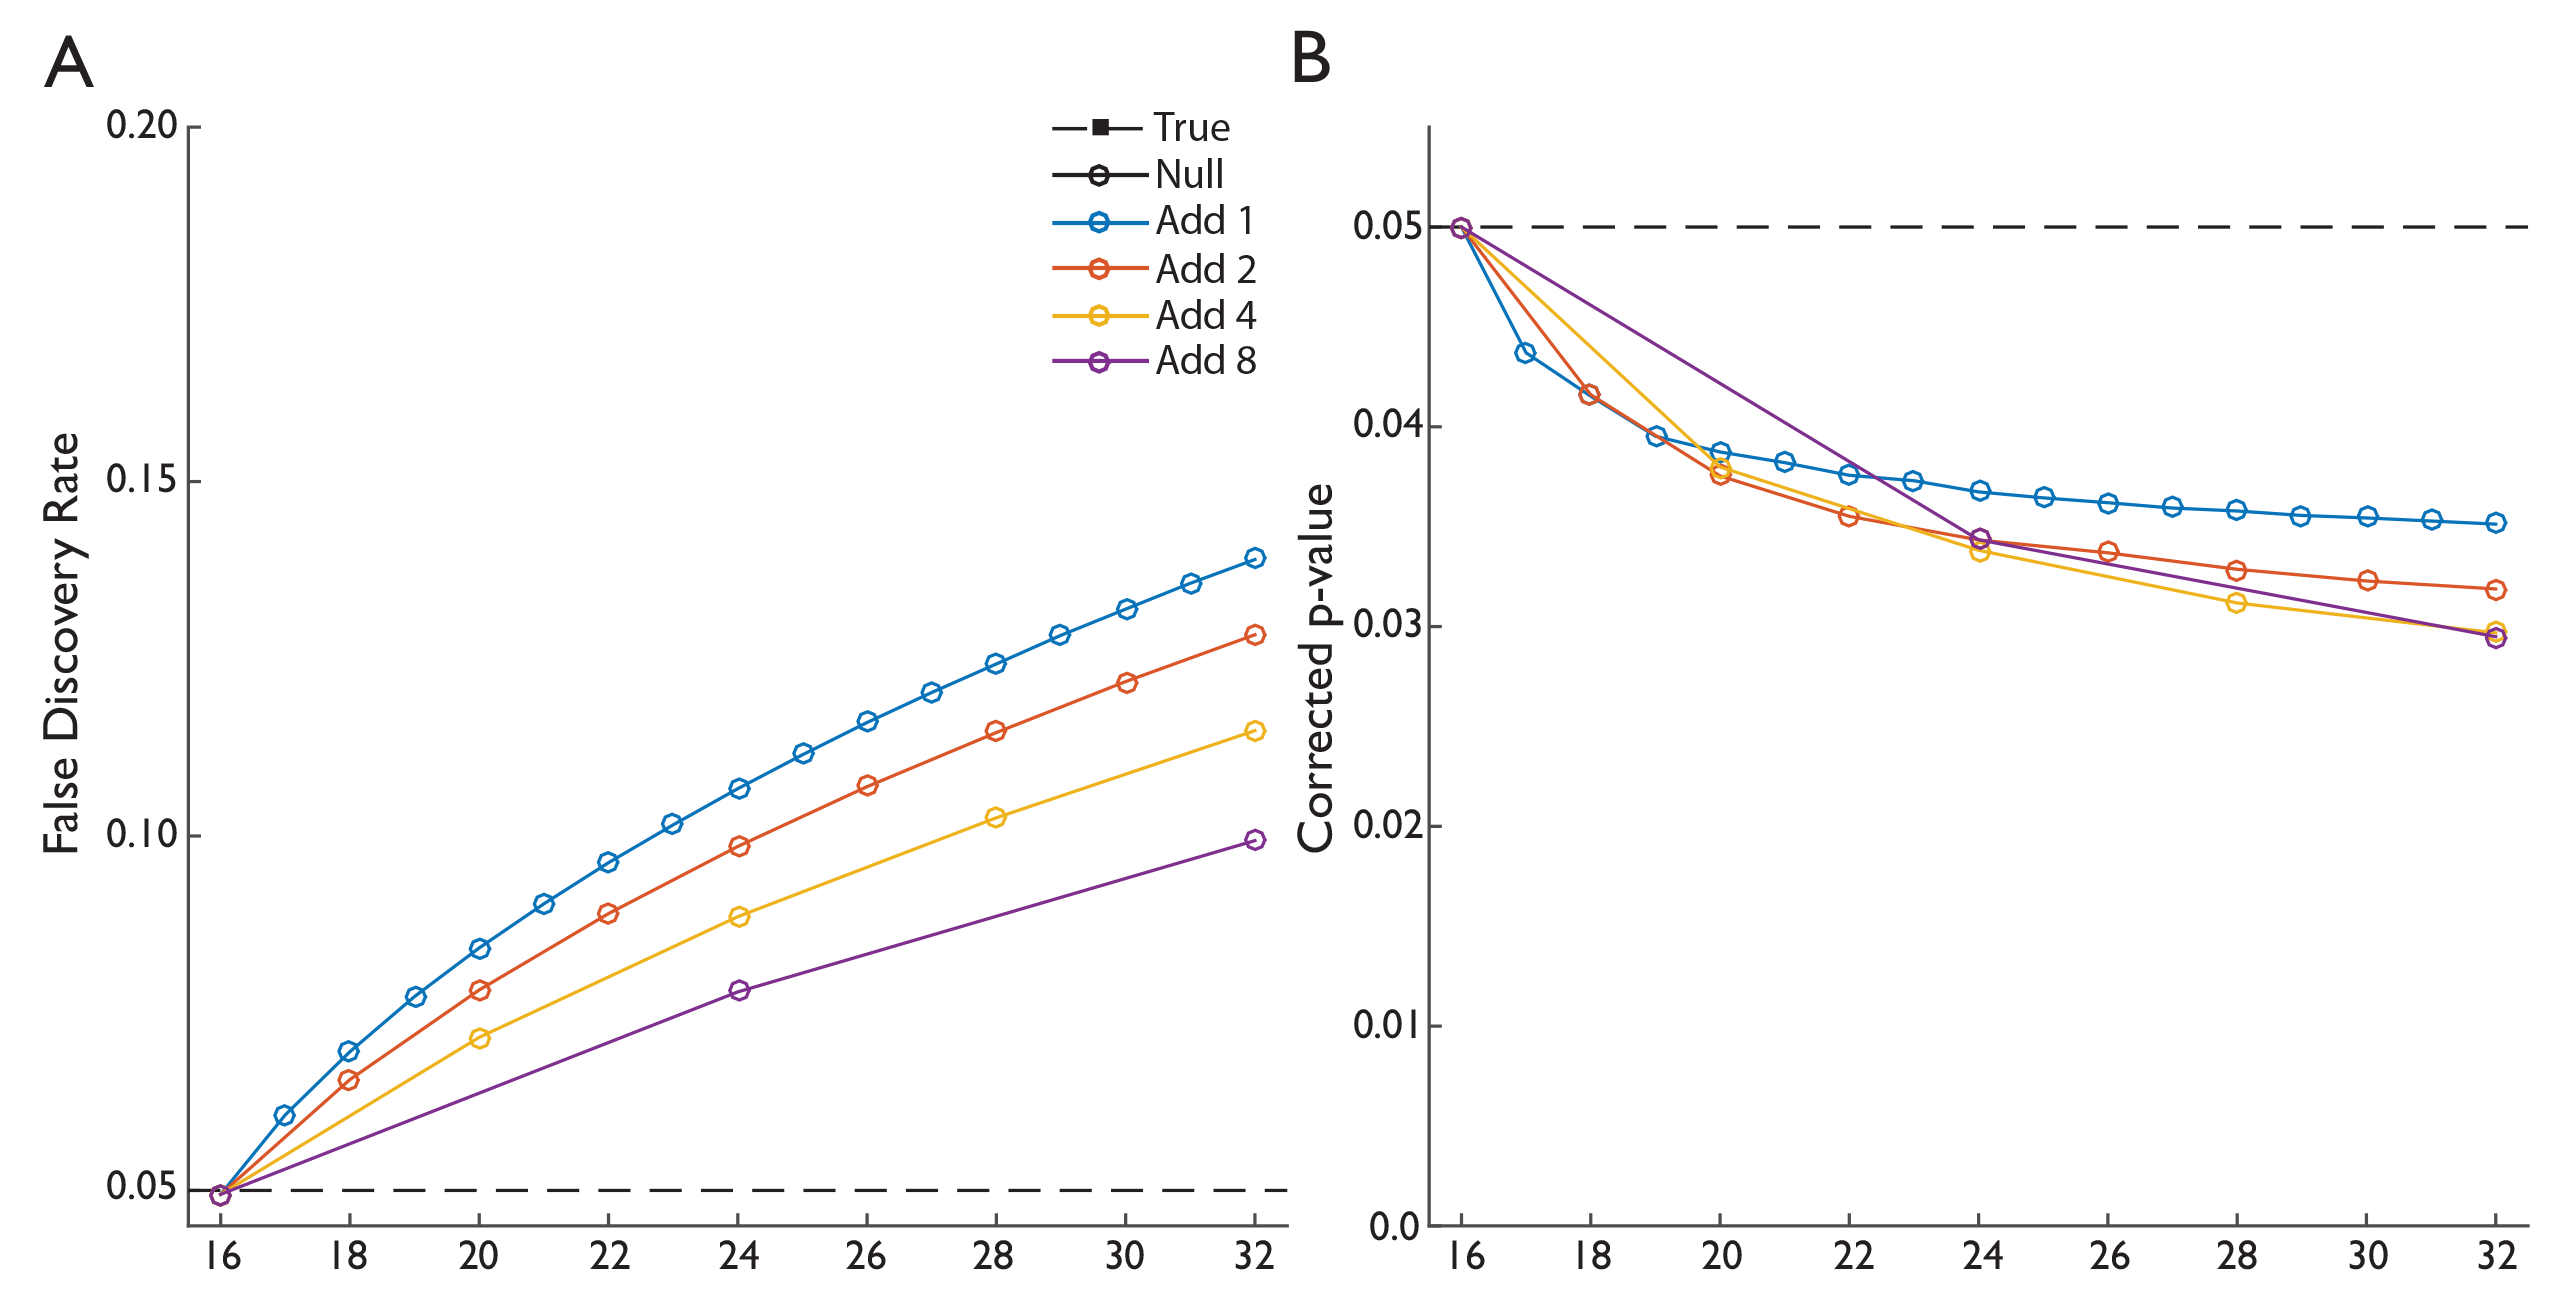 A
0.20
0.15
0.10
0.05
False Discovery Rate
16 18 20 22 24 26 28 30 32
True
Null
Add 1
Add 2
Add 4
Add 8
B
0.05
0.04
0.03
0.02
0.01
0.0
Corrected p-value
16 18 20 22 24 26 28 30 32